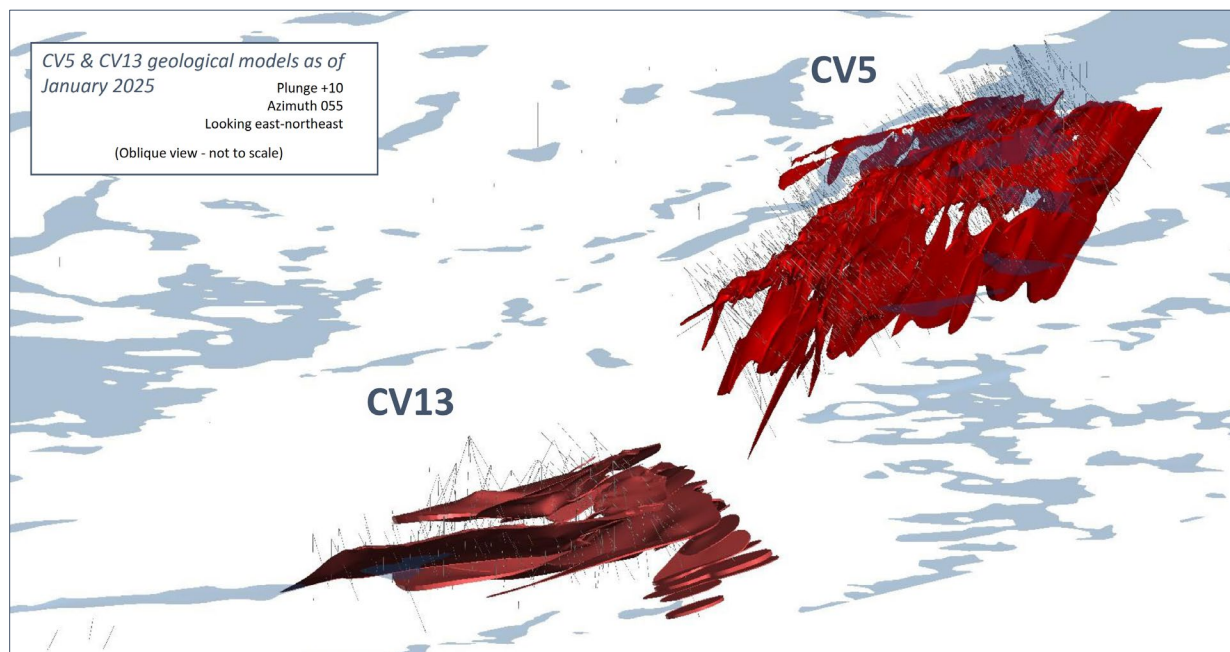 CV5 & CV13 geological models as of
January 2025
Plunge +10
Azimuth 055
Looking east-northeast
(Oblique view - not to scale)
CV5
CV13